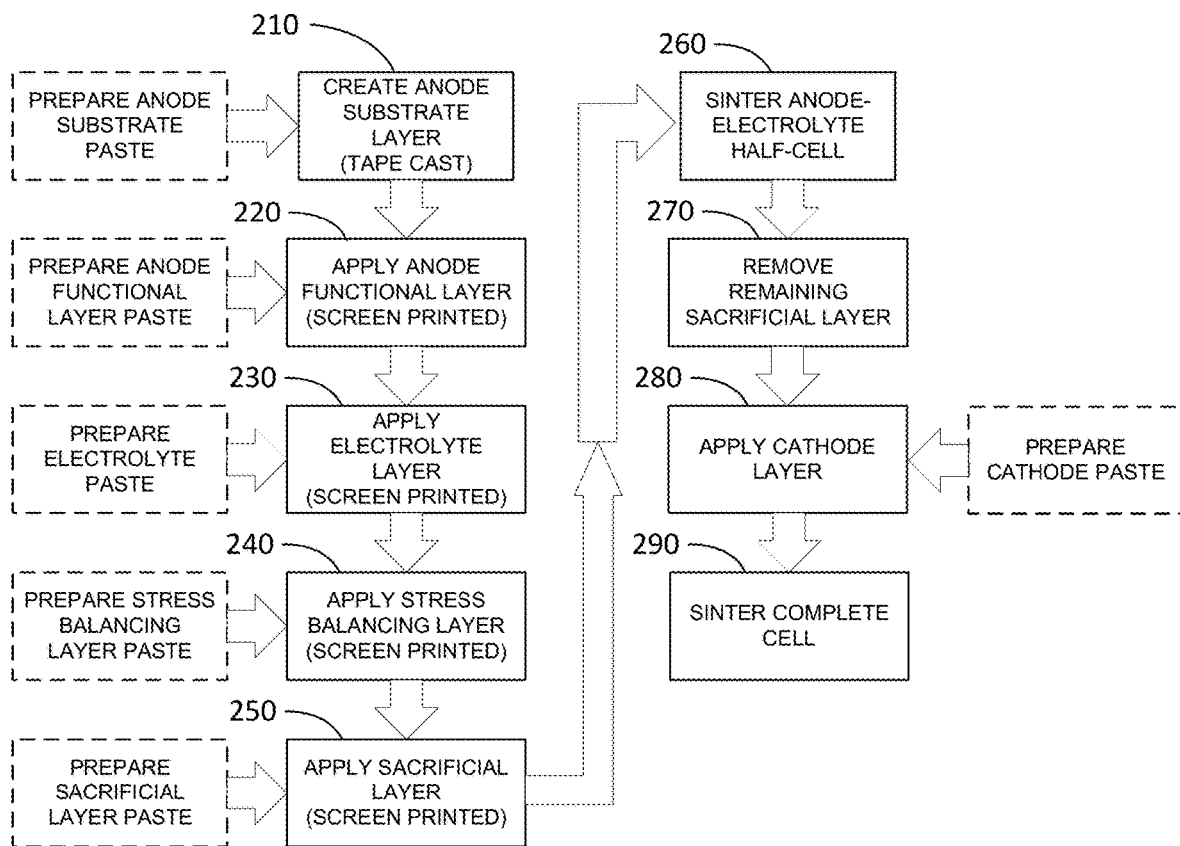 210
PREPARE ANODE
SUBSTRATE
PASTE
CREATE ANODE
SUBSTRATE
LAYER
(TAPE CAST)
220
PREPARE ANODE
FUNCTIONAL
LAYER PASTE
APPLY ANODE
FUNCTIONAL LAYER
(SCREEN PRINTED)
230
PREPARE
ELECTROLYTE
PASTE
APPLY
ELECTROLYTE
LAYER
(SCREEN PRINTED)
240
PREPARE STRESS
BALANCING
LAYER PASTE
APPLY STRESS
BALANCING LAYER
(SCREEN PRINTED)
250
PREPARE
SACRIFICIAL
LAYER PASTE
APPLY SACRIFICIAL
LAYER
(SCREEN PRINTED)
260
SINTER ANODE-
ELECTROLYTE
HALF-CELL
270
REMOVE
REMAINING
SACRIFICIAL LAYER
280
APPLY CATHODE
LAYER
PREPARE
CATHODE PASTE
290
SINTER COMPLETE
CELL